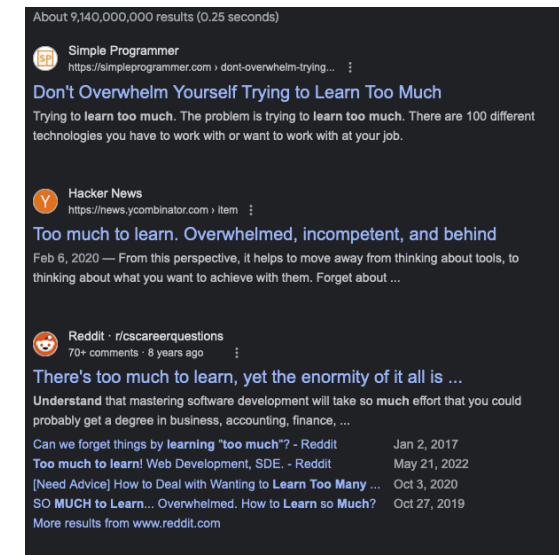 About 9,140,000,000 results (0.25 seconds)
SP
Simple Programmer
https://simpleprogrammer.com › dont-overwhelm-trying...
Don't Overwhelm Yourself Trying to Learn Too Much
Trying to learn too much. The problem is trying to learn too much. There are 100 different
technologies you have to work with or want to work with at your job.
Y
Hacker News
https://news.ycombinator.com › item
Too much to learn. Overwhelmed, incompetent, and behind
Feb 6, 2020 — From this perspective, it helps to move away from thinking about tools, to
thinking about what you want to achieve with them. Forget about ...
Reddit · r/cscareerquestions
70+ comments · 8 years ago
There's too much to learn, yet the enormity of it all is ...
Understand that mastering software development will take so much effort that you could
probably get a degree in business, accounting, finance, ...
Can we forget things by learning "too much"? - Reddit Jan 2, 2017
Too much to learn! Web Development, SDE. - Reddit May 21, 2022
[Need Advice] How to Deal with Wanting to Learn Too Many ... Oct 3, 2020
SO MUCH to Learn... Overwhelmed. How to Learn so Much? Oct 27, 2019
More results from www.reddit.com